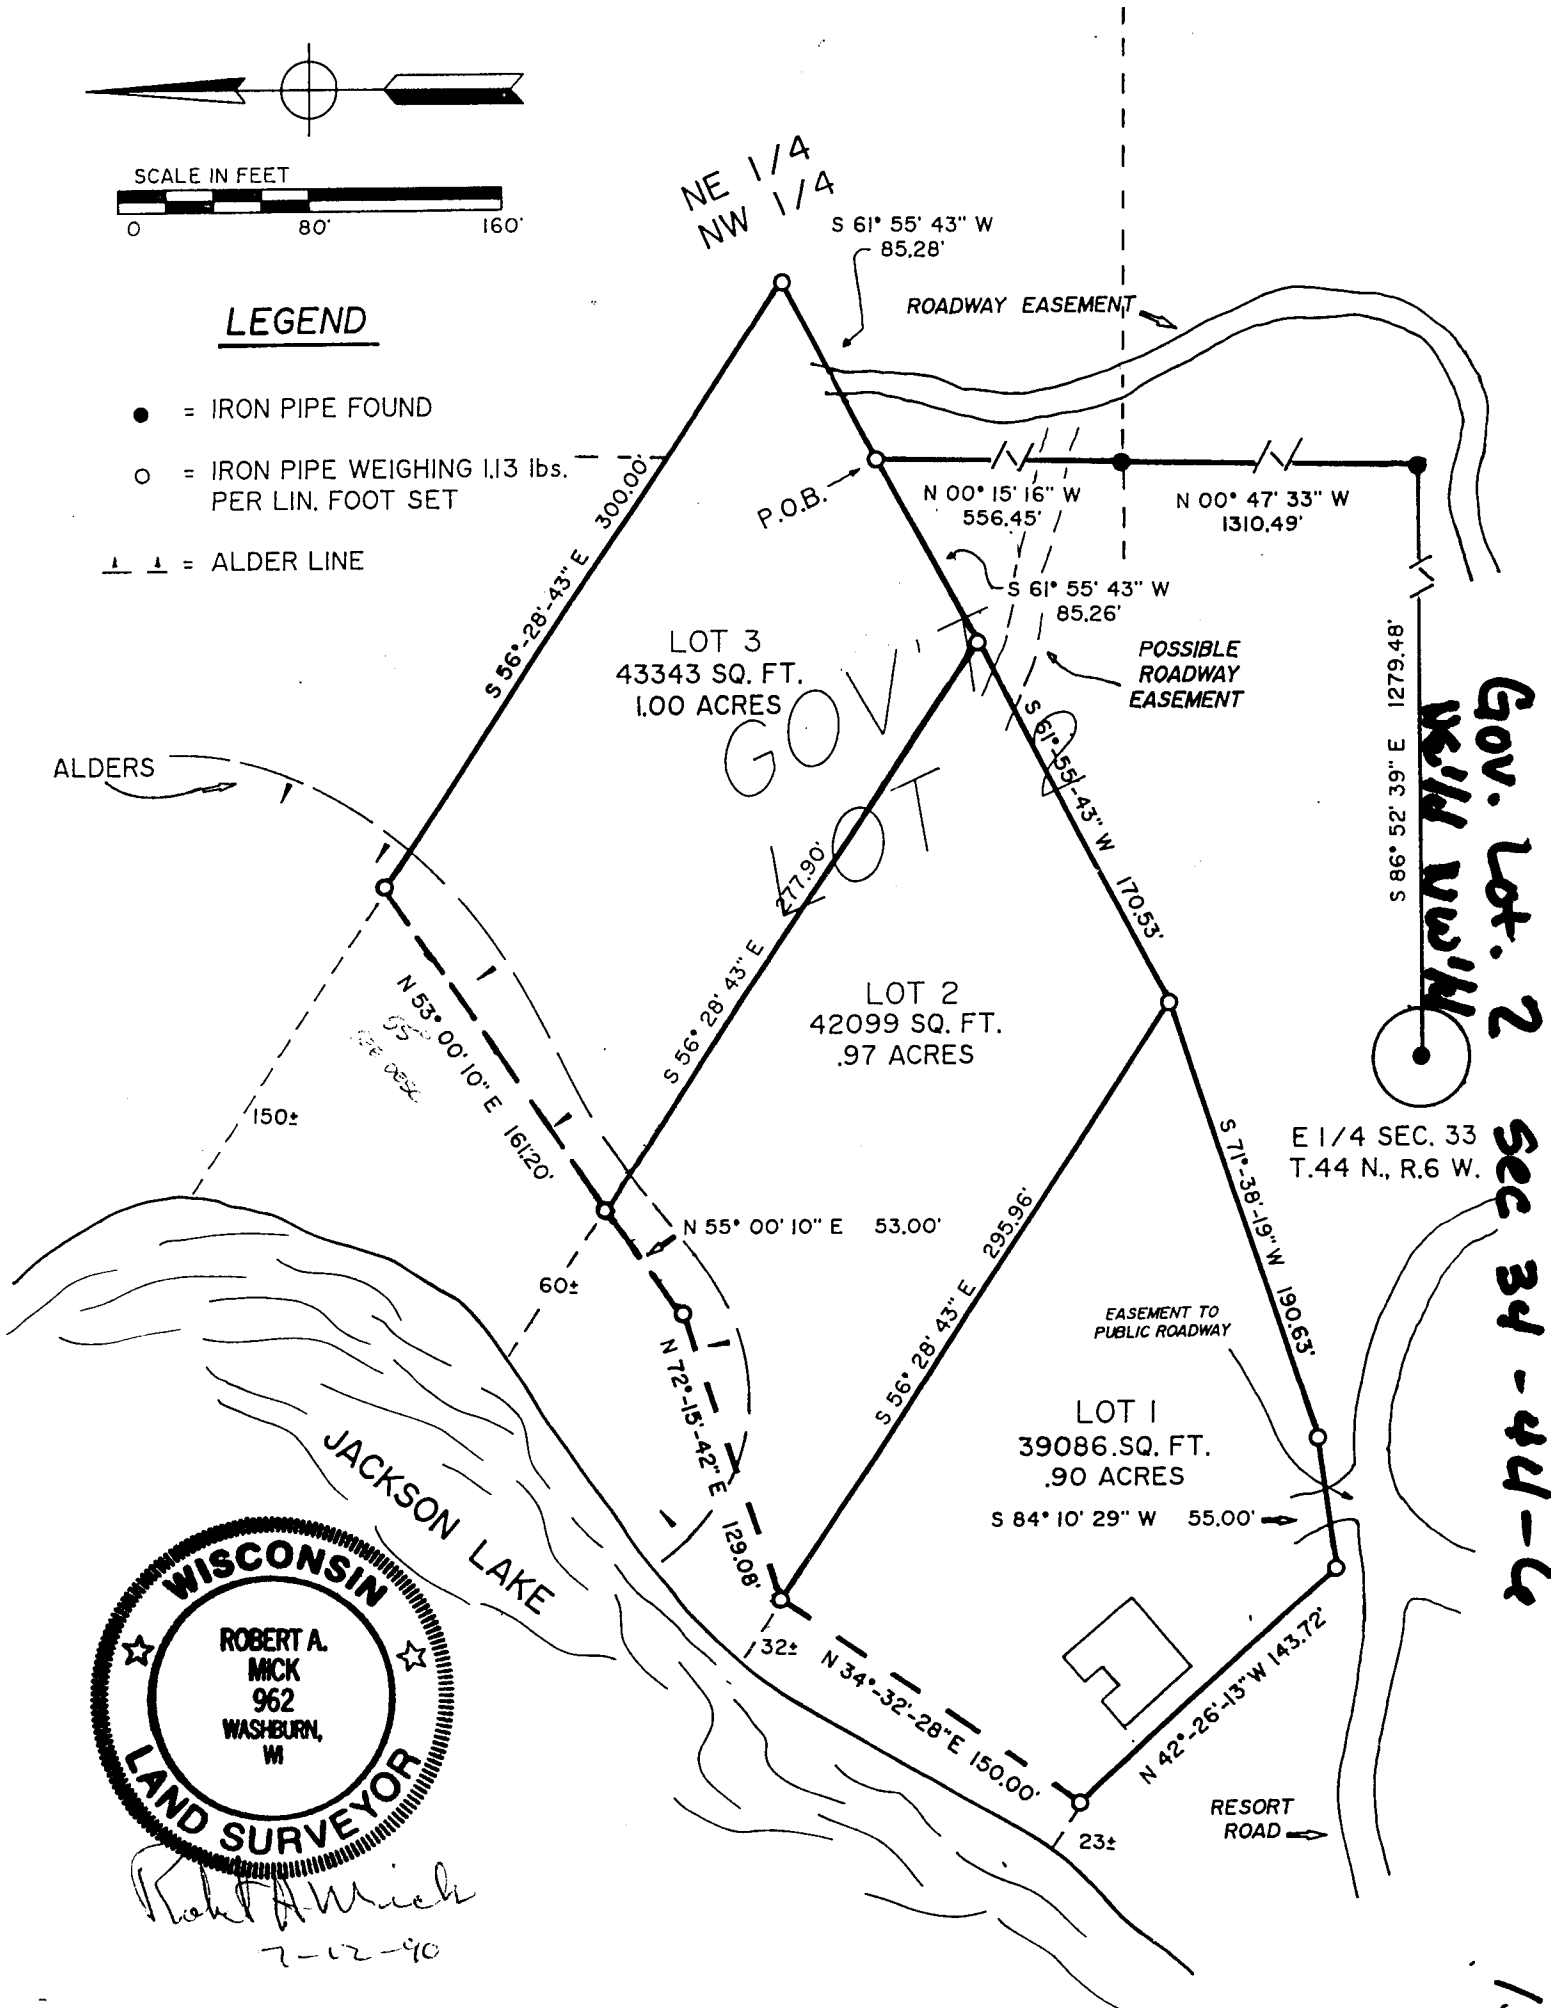 SCALE IN FEET
0 80' 160'
NE 1/4
NW 1/4
S 61° 55' 43" W
85.28'
ROADWAY EASEMENT
LEGEND
● = IRON PIPE FOUND
○ = IRON PIPE WEIGHING 1.13 lbs.
PER LIN. FOOT SET
= ALDER LINE
S 56°-28'-43" E 300.00'
P.O.B.
N 00° 15' 16" W
556.45'
N 00° 47' 33" W
1310.49'
S 61° 55' 43" W
85.26'
POSSIBLE
ROADWAY
EASEMENT
LOT 3
43343 SQ. FT.
1.00 ACRES
GOV'T
LOT 2
S 61°-55'-43" W 170.53'
S 86° 52' 39" E 1279.48'
Gov. Lot. 2
Sec 34-44-6
ALDERS
277.90'
S 56° 28' 43" E
LOT 2
42099 SQ. FT.
.97 ACRES
N 53° 00' 10" E 161.20'
55°
SEE DESC.
150±
E 1/4 SEC. 33
T.44 N., R.6 W.
S 71°-38'-19" W 190.63'
N 55° 00' 10" E 53.00'
60±
S 56° 28' 43" E 295.96'
EASEMENT TO
PUBLIC ROADWAY
N 72°-15'-42" E 129.08'
LOT 1
39086.SQ. FT.
.90 ACRES
S 84° 10' 29" W 55.00'
JACKSON LAKE
32±
N 34°-32'-28" E 150.00'
N 42°-26'-13" W 143.72'
23±
RESORT
ROAD
WISCONSIN
ROBERT A.
MICK
962
WASHBURN,
WI
LAND SURVEYOR
Robert A. Mick
7-12-90